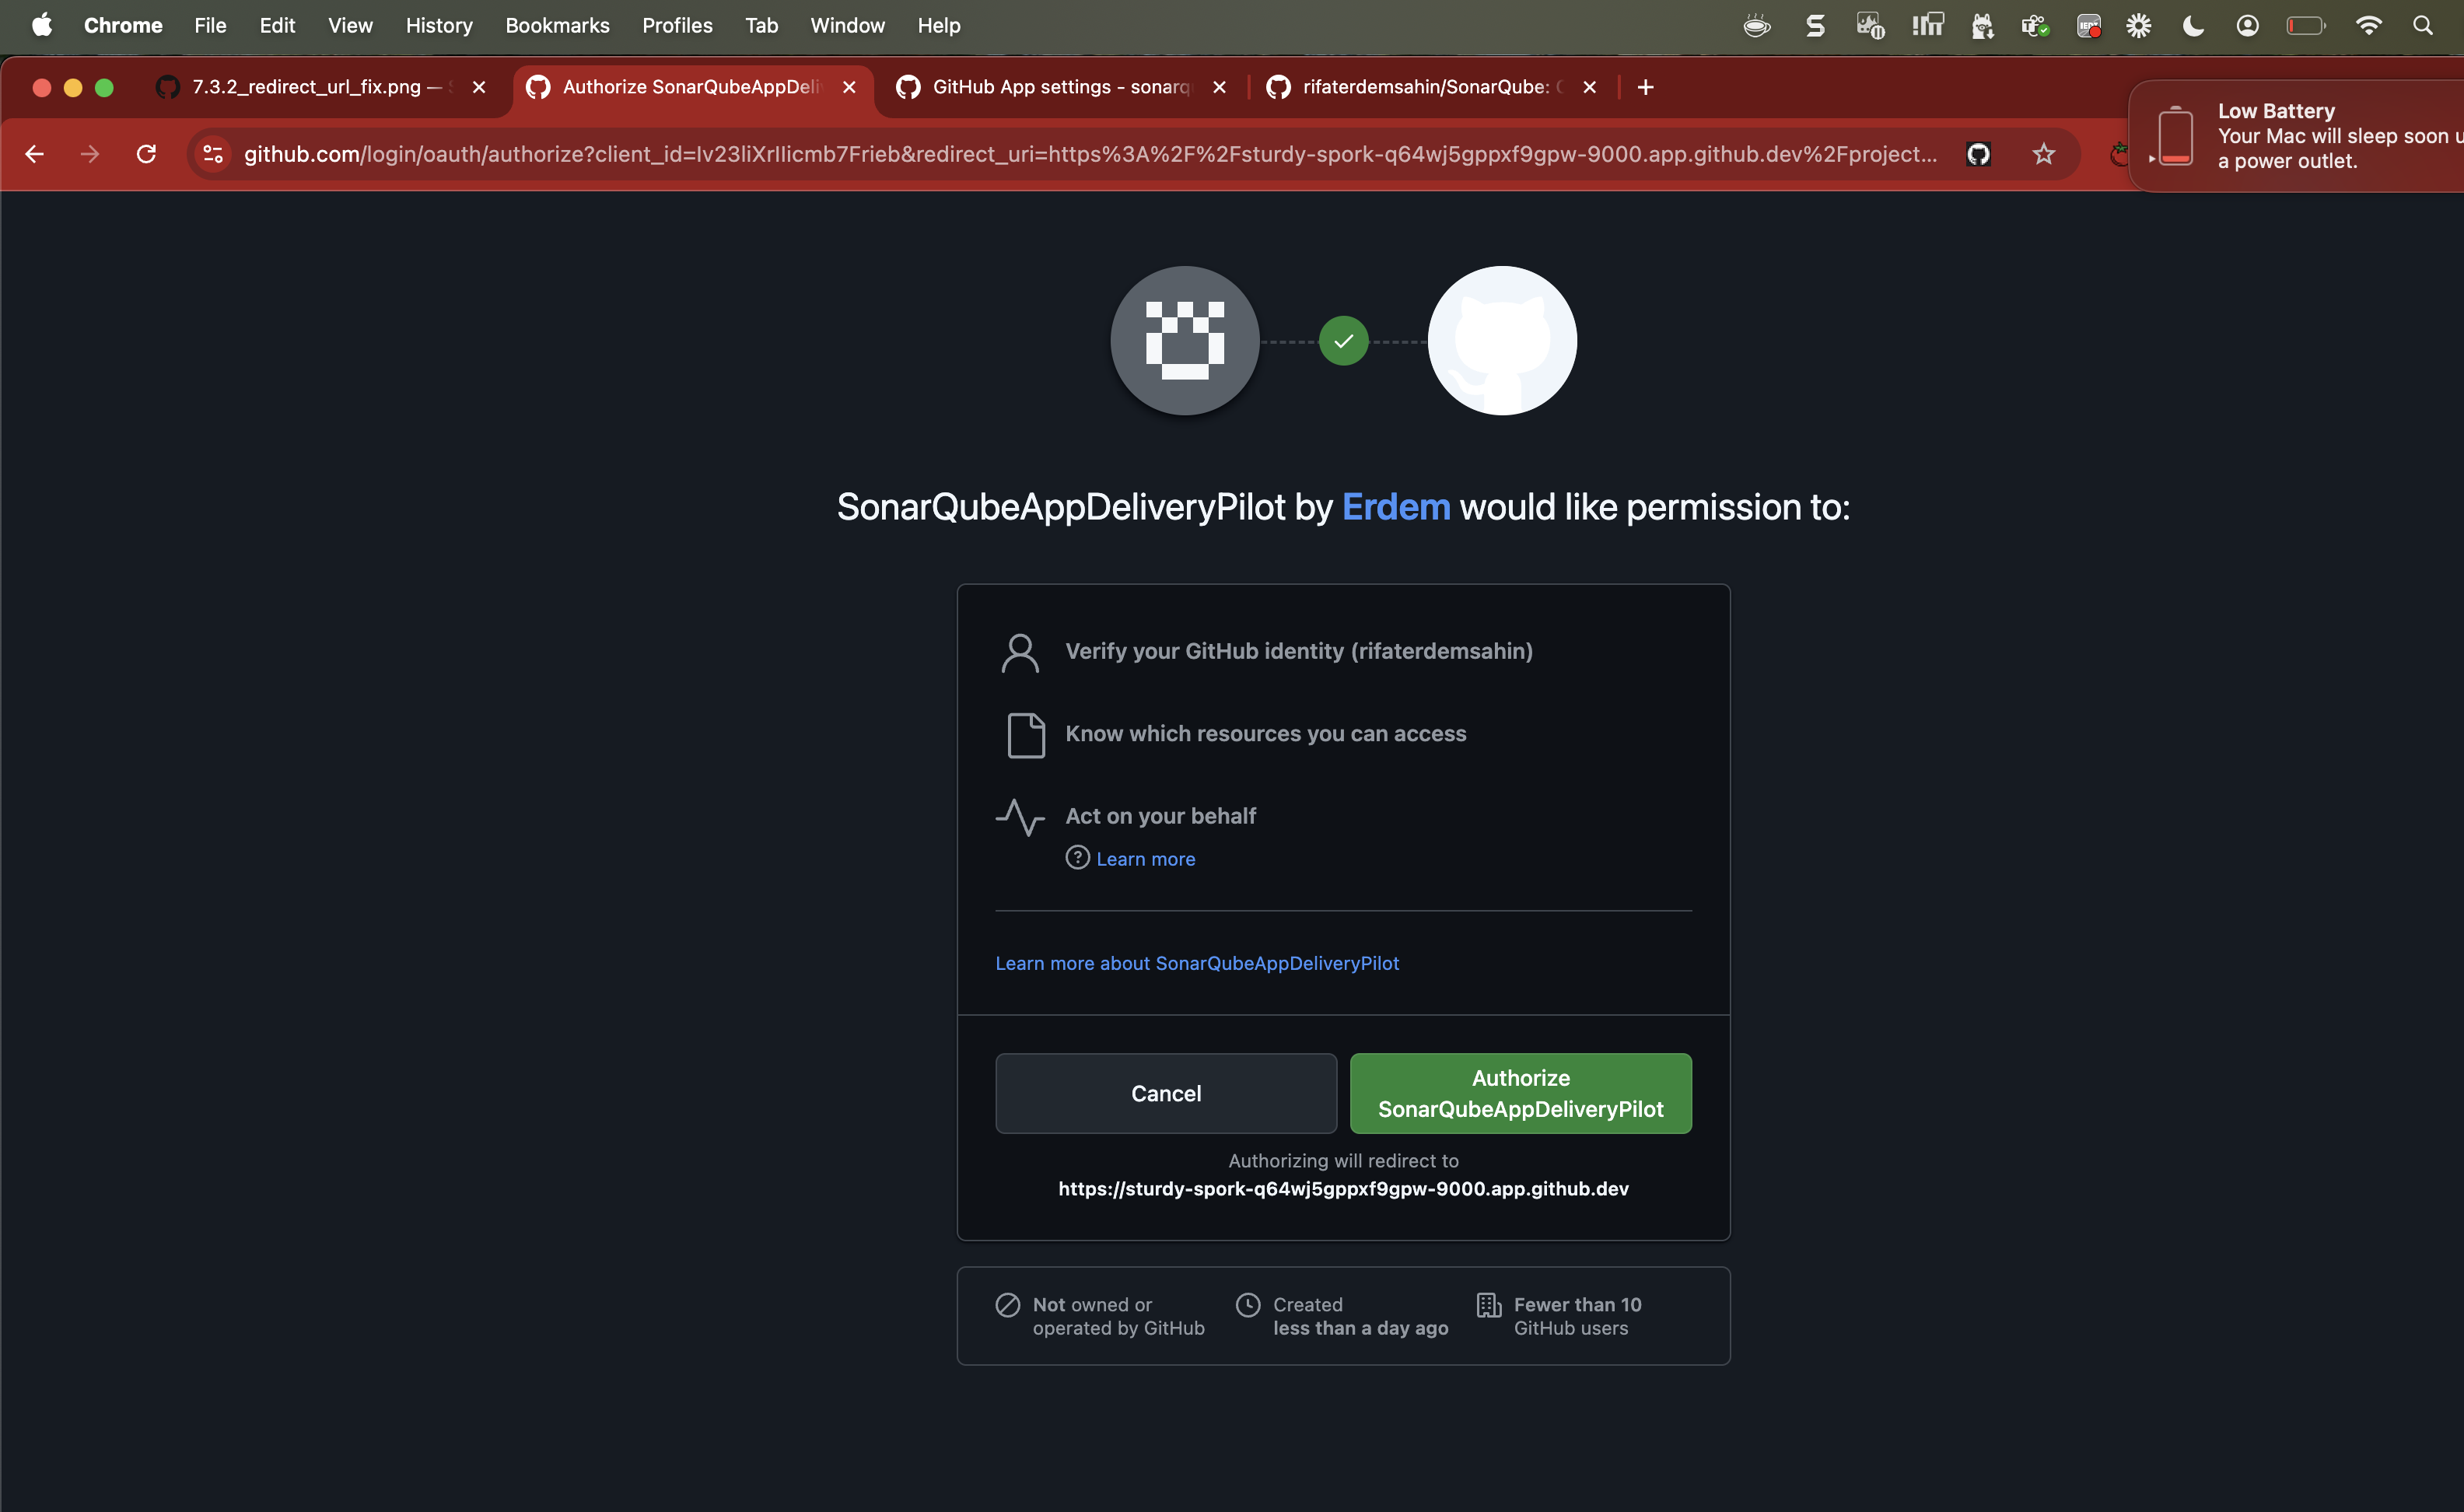 Chrome File Edit View History Bookmarks Profiles Tab Window Help
7.3.2_redirect_url_fix.png —
Authorize SonarQubeAppDeli
GitHub App settings - sonarq
rifaterdemsahin/SonarQube:
github.com/login/oauth/authorize?client_id=Iv23liXrIlicmb7Frieb&redirect_uri=https%3A%2F%2Fsturdy-spork-q64wj5gppxf9gpw-9000.app.github.dev%2Fproject...
Low Battery
Your Mac will sleep soon
a power outlet.
SonarQubeAppDeliveryPilot by Erdem would like permission to:
Verify your GitHub identity (rifaterdemsahin)
Know which resources you can access
Act on your behalf
Learn more
Learn more about SonarQubeAppDeliveryPilot
Cancel
Authorize
SonarQubeAppDeliveryPilot
Authorizing will redirect to
https://sturdy-spork-q64wj5gppxf9gpw-9000.app.github.dev
Not owned or
operated by GitHub
Created
less than a day ago
Fewer than 10
GitHub users